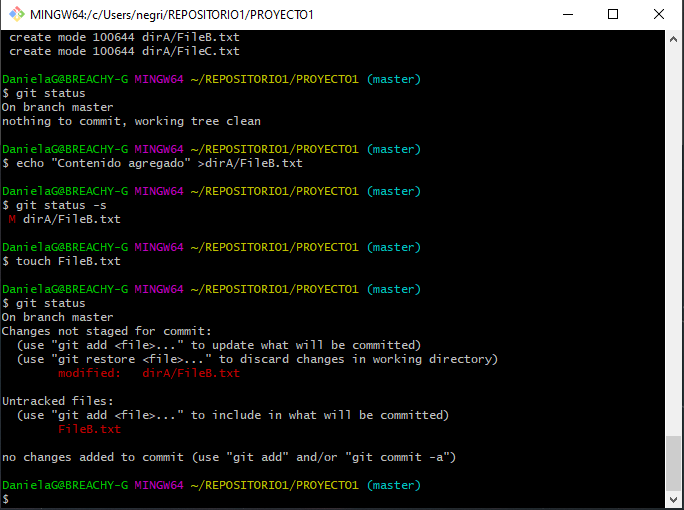 MINGW64:/c/Users/negri/REPOSITORIO1/PROYECTO1
create mode 100644 dirA/FileB.txt
create mode 100644 dirA/FileC.txt
DanielaG@BREACHY-G MINGW64 ~/REPOSITORIO1/PROYECTO1 (master)
$ git status
On branch master
nothing to commit, working tree clean
DanielaG@BREACHY-G MINGW64 ~/REPOSITORIO1/PROYECTO1 (master)
$ echo "Contenido agregado" >dirA/FileB.txt
DanielaG@BREACHY-G MINGW64 ~/REPOSITORIO1/PROYECTO1 (master)
$ git status -s
M dirA/FileB.txt
DanielaG@BREACHY-G MINGW64 ~/REPOSITORIO1/PROYECTO1 (master)
$ touch FileB.txt
DanielaG@BREACHY-G MINGW64 ~/REPOSITORIO1/PROYECTO1 (master)
$ git status
On branch master
Changes not staged for commit:
(use "git add <file>..." to update what will be committed)
(use "git restore <file>..." to discard changes in working directory)
modified: dirA/FileB.txt
Untracked files:
(use "git add <file>..." to include in what will be committed)
FileB.txt
no changes added to commit (use "git add" and/or "git commit -a")
DanielaG@BREACHY-G MINGW64 ~/REPOSITORIO1/PROYECTO1 (master)
$